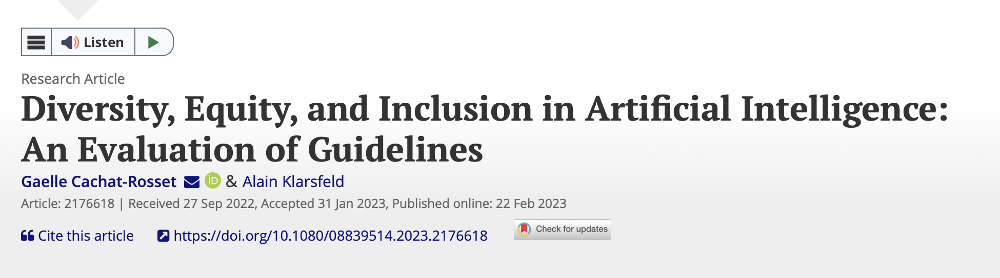 Listen
Research Article
Diversity, Equity, and Inclusion in Artificial Intelligence:
An Evaluation of Guidelines
Gaelle Cachat-Rosset iD & Alain Klarsfeld
Article: 2176618 | Received 27 Sep 2022, Accepted 31 Jan 2023, Published online: 22 Feb 2023
Cite this article https://doi.org/10.1080/08839514.2023.2176618 Check for updates